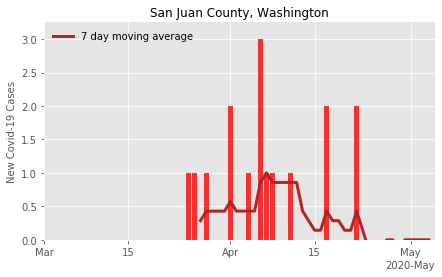 San Juan County, Washington
7 day moving average
New Covid-19 Cases
3.0
2.5
2.0
1.5
1.0
0.5
0.0
Mar 15 Apr 15 May
2020-May